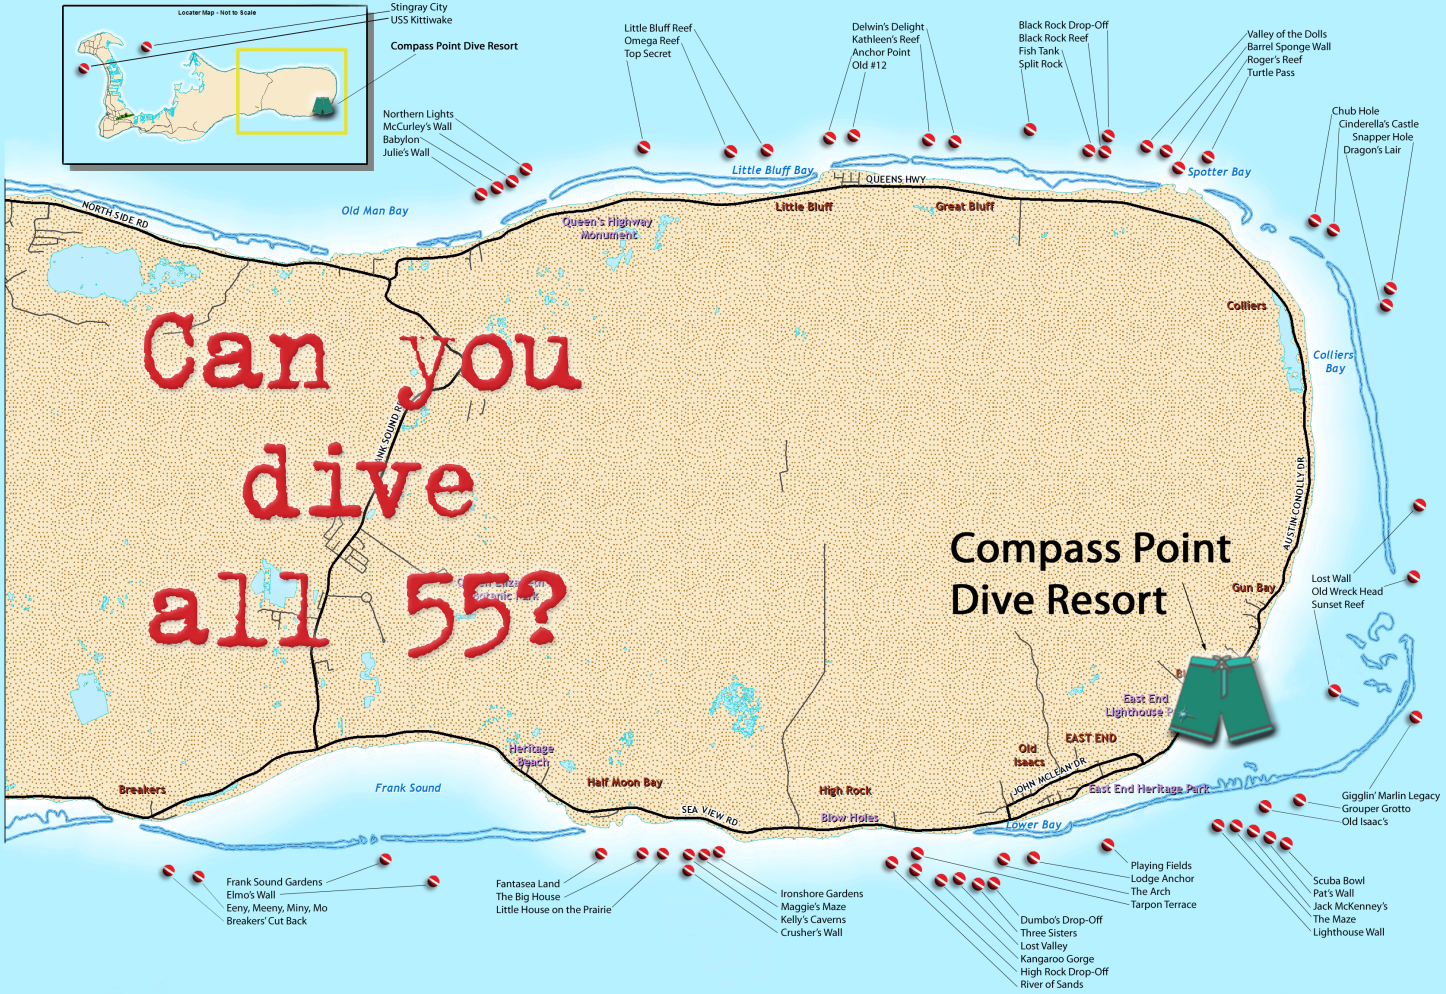 Locater Map - Not to Scale
Stingray City
USS Kittiwake
Compass Point Dive Resort
Northern Lights
McCurley's Wall
Babylon
Julie's Wall
Little Bluff Reef
Omega Reef
Top Secret
Delwin's Delight
Kathleen's Reef
Anchor Point
Old #12
Black Rock Drop-Off
Black Rock Reef
Fish Tank
Split Rock
Valley of the Dolls
Barrel Sponge Wall
Roger's Reef
Turtle Pass
Chub Hole
Cinderella's Castle
Snapper Hole
Dragon's Lair
Little Bluff Bay
QUEENS HWY
Spotter Bay
NORTH SIDE RD
Old Man Bay
Queen's Highway
Monument
Little Bluff
Great Bluff
Colliers
Colliers
Bay
Can you
dive
all 55?
AUSTIN CONOLLY DR
Compass Point
Dive Resort
Gun Bay
Lost Wall
Old Wreck Head
Sunset Reef
East End
Lighthouse
EAST END
Old
Isaacs
JOHN MCLEAN DR
East End Heritage Park
Heritage
Beach
Half Moon Bay
High Rock
Blow Holes
SEA VIEW RD
Lower Bay
Breakers
Frank Sound
Gigglin' Marlin Legacy
Grouper Grotto
Old Isaac's
Frank Sound Gardens
Elmo's Wall
Eeny, Meeny, Miny, Mo
Breakers' Cut Back
Fantasea Land
The Big House
Little House on the Prairie
Ironshore Gardens
Maggie's Maze
Kelly's Caverns
Crusher's Wall
Playing Fields
Lodge Anchor
The Arch
Tarpon Terrace
Dumbo's Drop-Off
Three Sisters
Lost Valley
Kangaroo Gorge
High Rock Drop-Off
River of Sands
Scuba Bowl
Pat's Wall
Jack McKenney's
The Maze
Lighthouse Wall